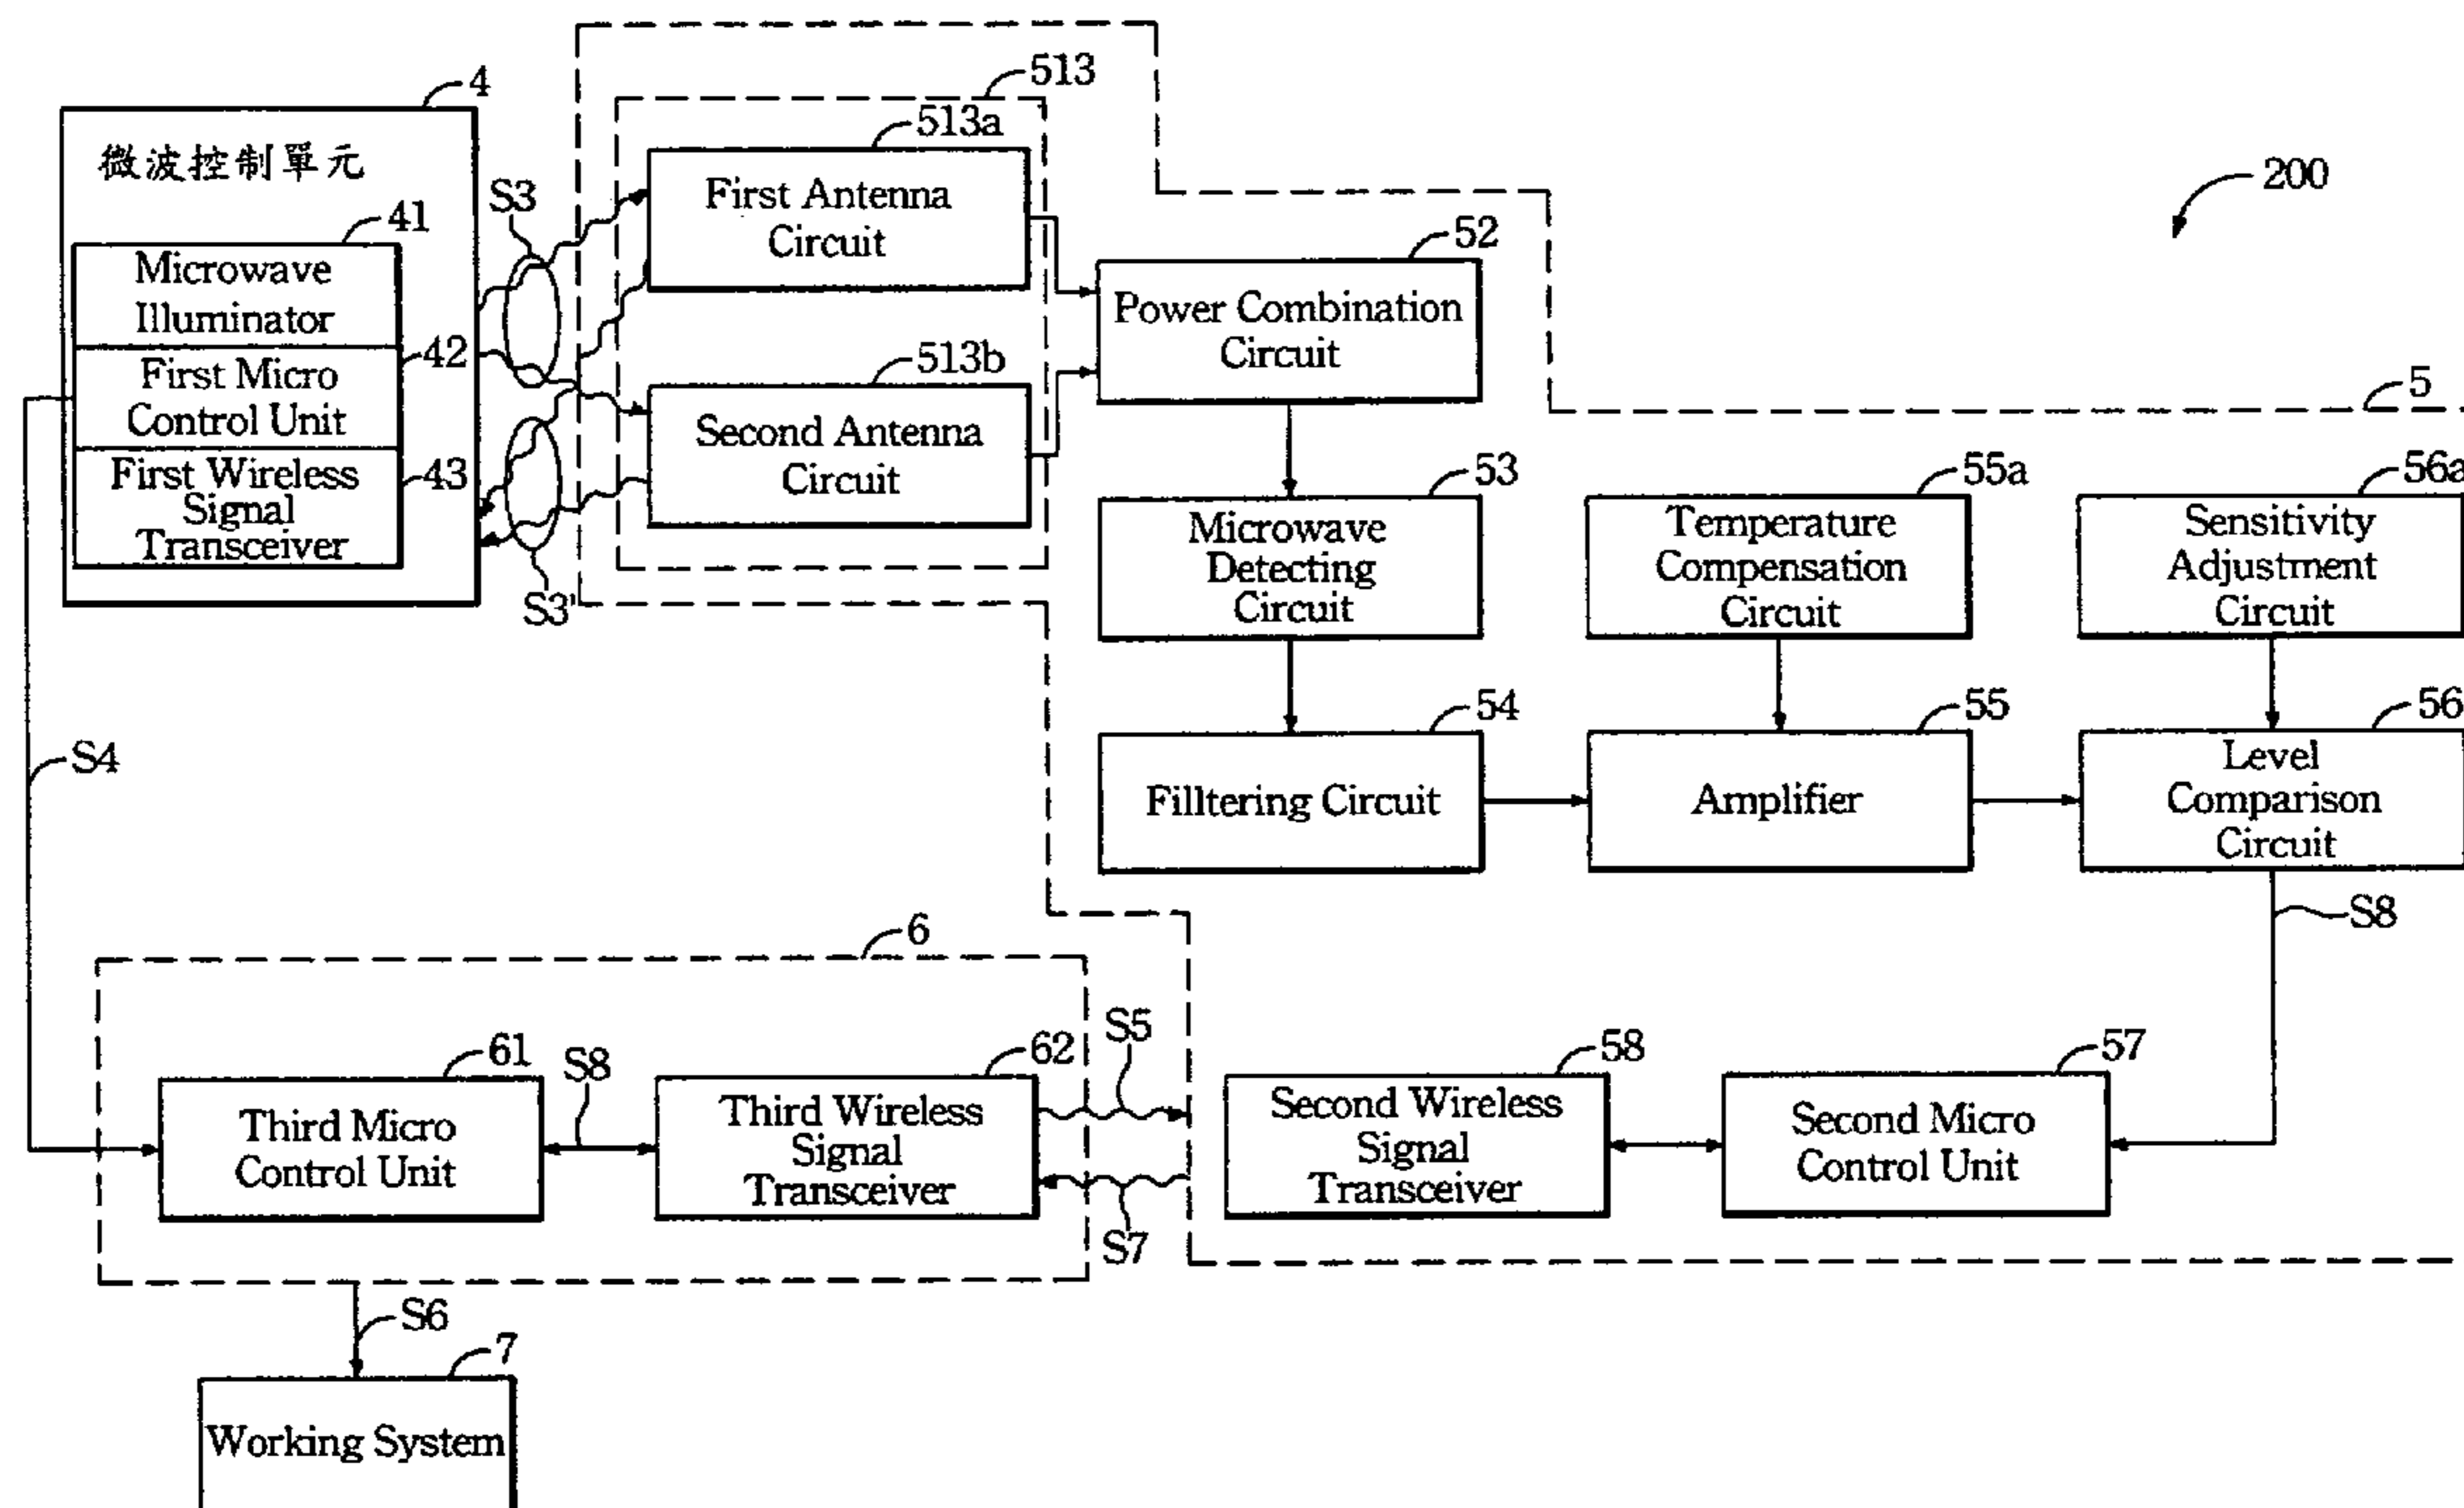 4
微波控制單元
41
Microwave
Illuminator
42
First Micro
Control Unit
43
First Wireless
Signal
Transceiver
S3
S3'
513
513a
First Antenna
Circuit
513b
Second Antenna
Circuit
52
Power Combination
Circuit
200
5
53
Microwave
Detecting
Circuit
55a
Temperature
Compensation
Circuit
56a
Sensitivity
Adjustment
Circuit
54
Filltering Circuit
55
Amplifier
56
Level
Comparison
Circuit
S4
S8
6
61
Third Micro
Control Unit
S8
62
Third Wireless
Signal
Transceiver
S5
S7
58
Second Wireless
Signal
Transceiver
57
Second Micro
Control Unit
S6
7
Working System